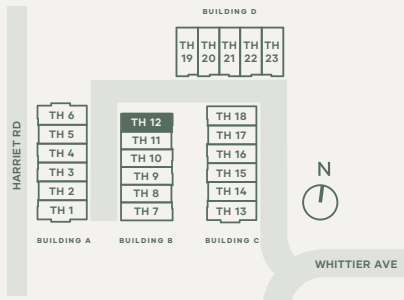 BUILDING D
TH 19
TH 20
TH 21
TH 22
TH 23
HARRIET RD
TH 6
TH 5
TH 4
TH 3
TH 2
TH 1
BUILDING A
TH 12
TH 11
TH 10
TH 9
TH 8
TH 7
BUILDING B
TH 18
TH 17
TH 16
TH 15
TH 14
TH 13
BUILDING C
N
WHITTIER AVE